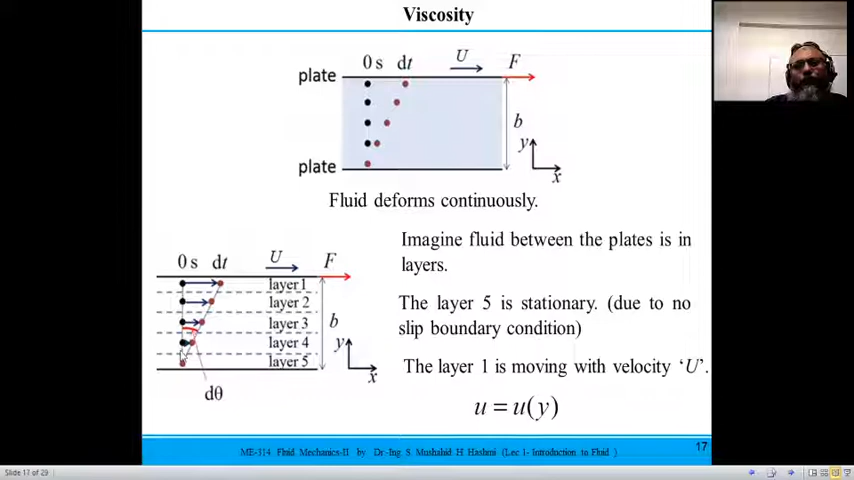 Viscosity
0 s dt U F
plate
b
y
plate
x
Fluid deforms continuously.
Imagine fluid between the plates is in
layers.
0 s dt U F
layer 1
layer 2
layer 3
b
layer 4
y
layer 5
x
dθ
The layer 5 is stationary. (due to no
slip boundary condition)
The layer 1 is moving with velocity ‘U’.
u = u(y)
ME-314 Fluid Mechanics-II by Dr-Ing. S. Mushahid H Hashmi (Lec 1- Introduction to Fluid )
17
Slide 17 of 29